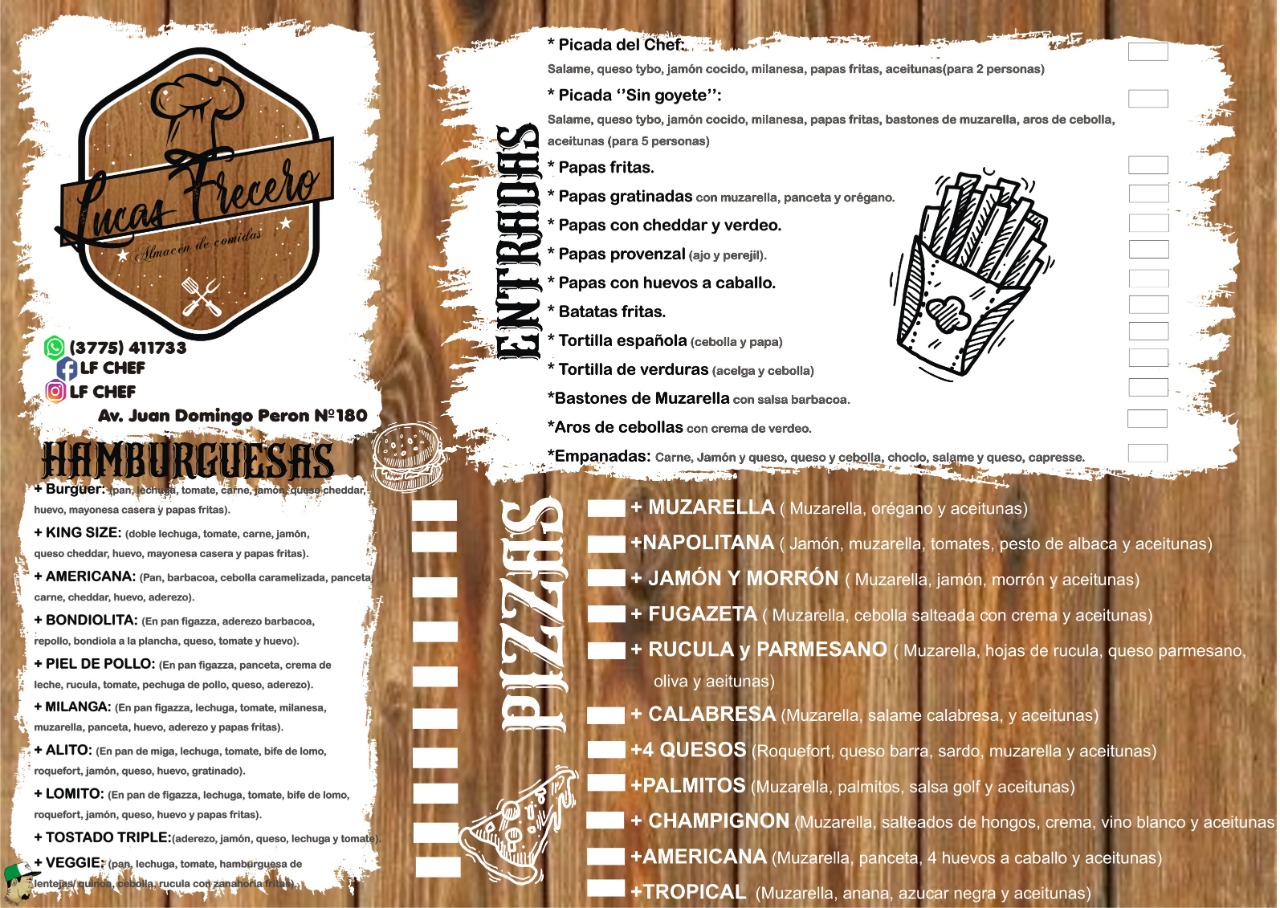 Lucas Frecero
Almacén de comidas
(3775) 411733
LF CHEF
LF CHEF
Av. Juan Domingo Peron Nº180
HAMBURGUESAS
+ Burguer: (pan, lechuga, tomate, carne, jamón, queso cheddar,
huevo, mayonesa casera y papas fritas).
+ KING SIZE: (doble lechuga, tomate, carne, jamón,
queso cheddar, huevo, mayonesa casera y papas fritas).
+ AMERICANA: (Pan, barbacoa, cebolla caramelizada, panceta,
carne, cheddar, huevo, aderezo).
+ BONDIOLITA: (En pan figazza, aderezo barbacoa,
repollo, bondiola a la plancha, queso, tomate y huevo).
+ PIEL DE POLLO: (En pan figazza, panceta, crema de
leche, rucula, tomate, pechuga de pollo, queso, aderezo).
+ MILANGA: (En pan figazza, lechuga, tomate, milanesa,
muzarella, panceta, huevo, aderezo y papas fritas).
+ ALITO: (En pan de miga, lechuga, tomate, bife de lomo,
roquefort, jamón, queso, huevo, gratinado).
+ LOMITO: (En pan de figazza, lechuga, tomate, bife de lomo,
roquefort, jamón, queso, huevo y papas fritas).
+ TOSTADO TRIPLE:(aderezo, jamón, queso, lechuga y tomate).
+ VEGGIE: (pan, lechuga, tomate, hamburguesa de
lentejas/ quinoa, cebolla, rucula con zanahoria fritas).
ENTRADAS
* Picada del Chef:
Salame, queso tybo, jamón cocido, milanesa, papas fritas, aceitunas(para 2 personas)
* Picada ‘’Sin goyete’’:
Salame, queso tybo, jamón cocido, milanesa, papas fritas, bastones de muzarella, aros de cebolla,
aceitunas (para 5 personas)
* Papas fritas.
* Papas gratinadas con muzarella, panceta y orégano.
* Papas con cheddar y verdeo.
* Papas provenzal (ajo y perejil).
* Papas con huevos a caballo.
* Batatas fritas.
* Tortilla española (cebolla y papa)
* Tortilla de verduras (acelga y cebolla)
*Bastones de Muzarella con salsa barbacoa.
*Aros de cebollas con crema de verdeo.
*Empanadas: Carne, Jamón y queso, queso y cebolla, choclo, salame y queso, capresse.
PIZZAS
+ MUZARELLA ( Muzarella, orégano y aceitunas)
+NAPOLITANA ( Jamón, muzarella, tomates, pesto de albaca y aceitunas)
+ JAMÓN Y MORRÓN ( Muzarella, jamón, morrón y aceitunas)
+ FUGAZETA ( Muzarella, cebolla salteada con crema y aceitunas)
+ RUCULA y PARMESANO ( Muzarella, hojas de rucula, queso parmesano,
oliva y aeitunas)
+ CALABRESA (Muzarella, salame calabresa, y aceitunas)
+4 QUESOS (Roquefort, queso barra, sardo, muzarella y aceitunas)
+PALMITOS (Muzarella, palmitos, salsa golf y aceitunas)
+ CHAMPIGNON (Muzarella, salteados de hongos, crema, vino blanco y aceitunas
+AMERICANA (Muzarella, panceta, 4 huevos a caballo y aceitunas)
+TROPICAL (Muzarella, anana, azucar negra y aceitunas)